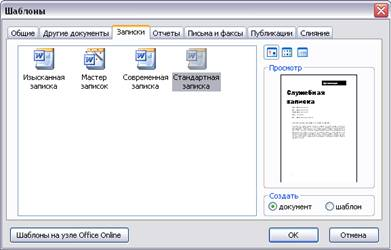 Шаблоны
Общие Другие документы Записки Отчеты Письма и факсы Публикации Слияние
Изысканная записка
Мастер записок
Современная записка
Стандартная записка
Просмотр
Служебная
записка
Создать
документ шаблон
Шаблоны на узле Office Online ОК Отмена